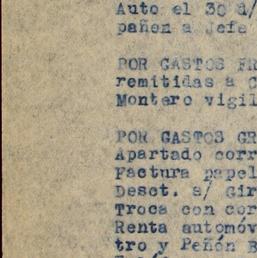 Auto el 30 d/
pañen a Jefe
POR GASTOS FR
remitidas a C
Montero vigil
POR GASTOS GR
Apartado corr
Factura papel
Desct. s/ Gir
Troca con cor
Renta automóv
tro y Peñón B